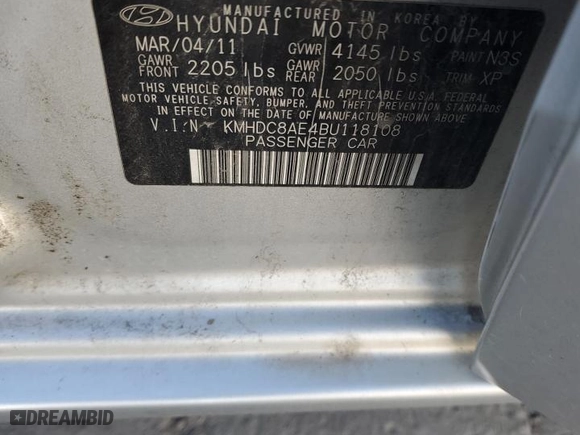 MANUFACTURED IN KOREA BY
HYUNDAI MOTOR COMPANY
MAR/04/11 GVWR 4145 lbs PAINT N3S
GAWR FRONT 2205 lbs GAWR REAR 2050 lbs TRIM XP
THIS VEHICLE CONFORMS TO ALL APPLICABLE U.S.A FEDERAL
MOTOR VEHICLE SAFETY, BUMPER, AND THEFT PREVENTION STANDARDS
IN EFFECT ON THE DATE OF MANUFACTURE SHOWN ABOVE.
V.I.N KMHDC8AE4BU118108
PASSENGER CAR
DREAMBID